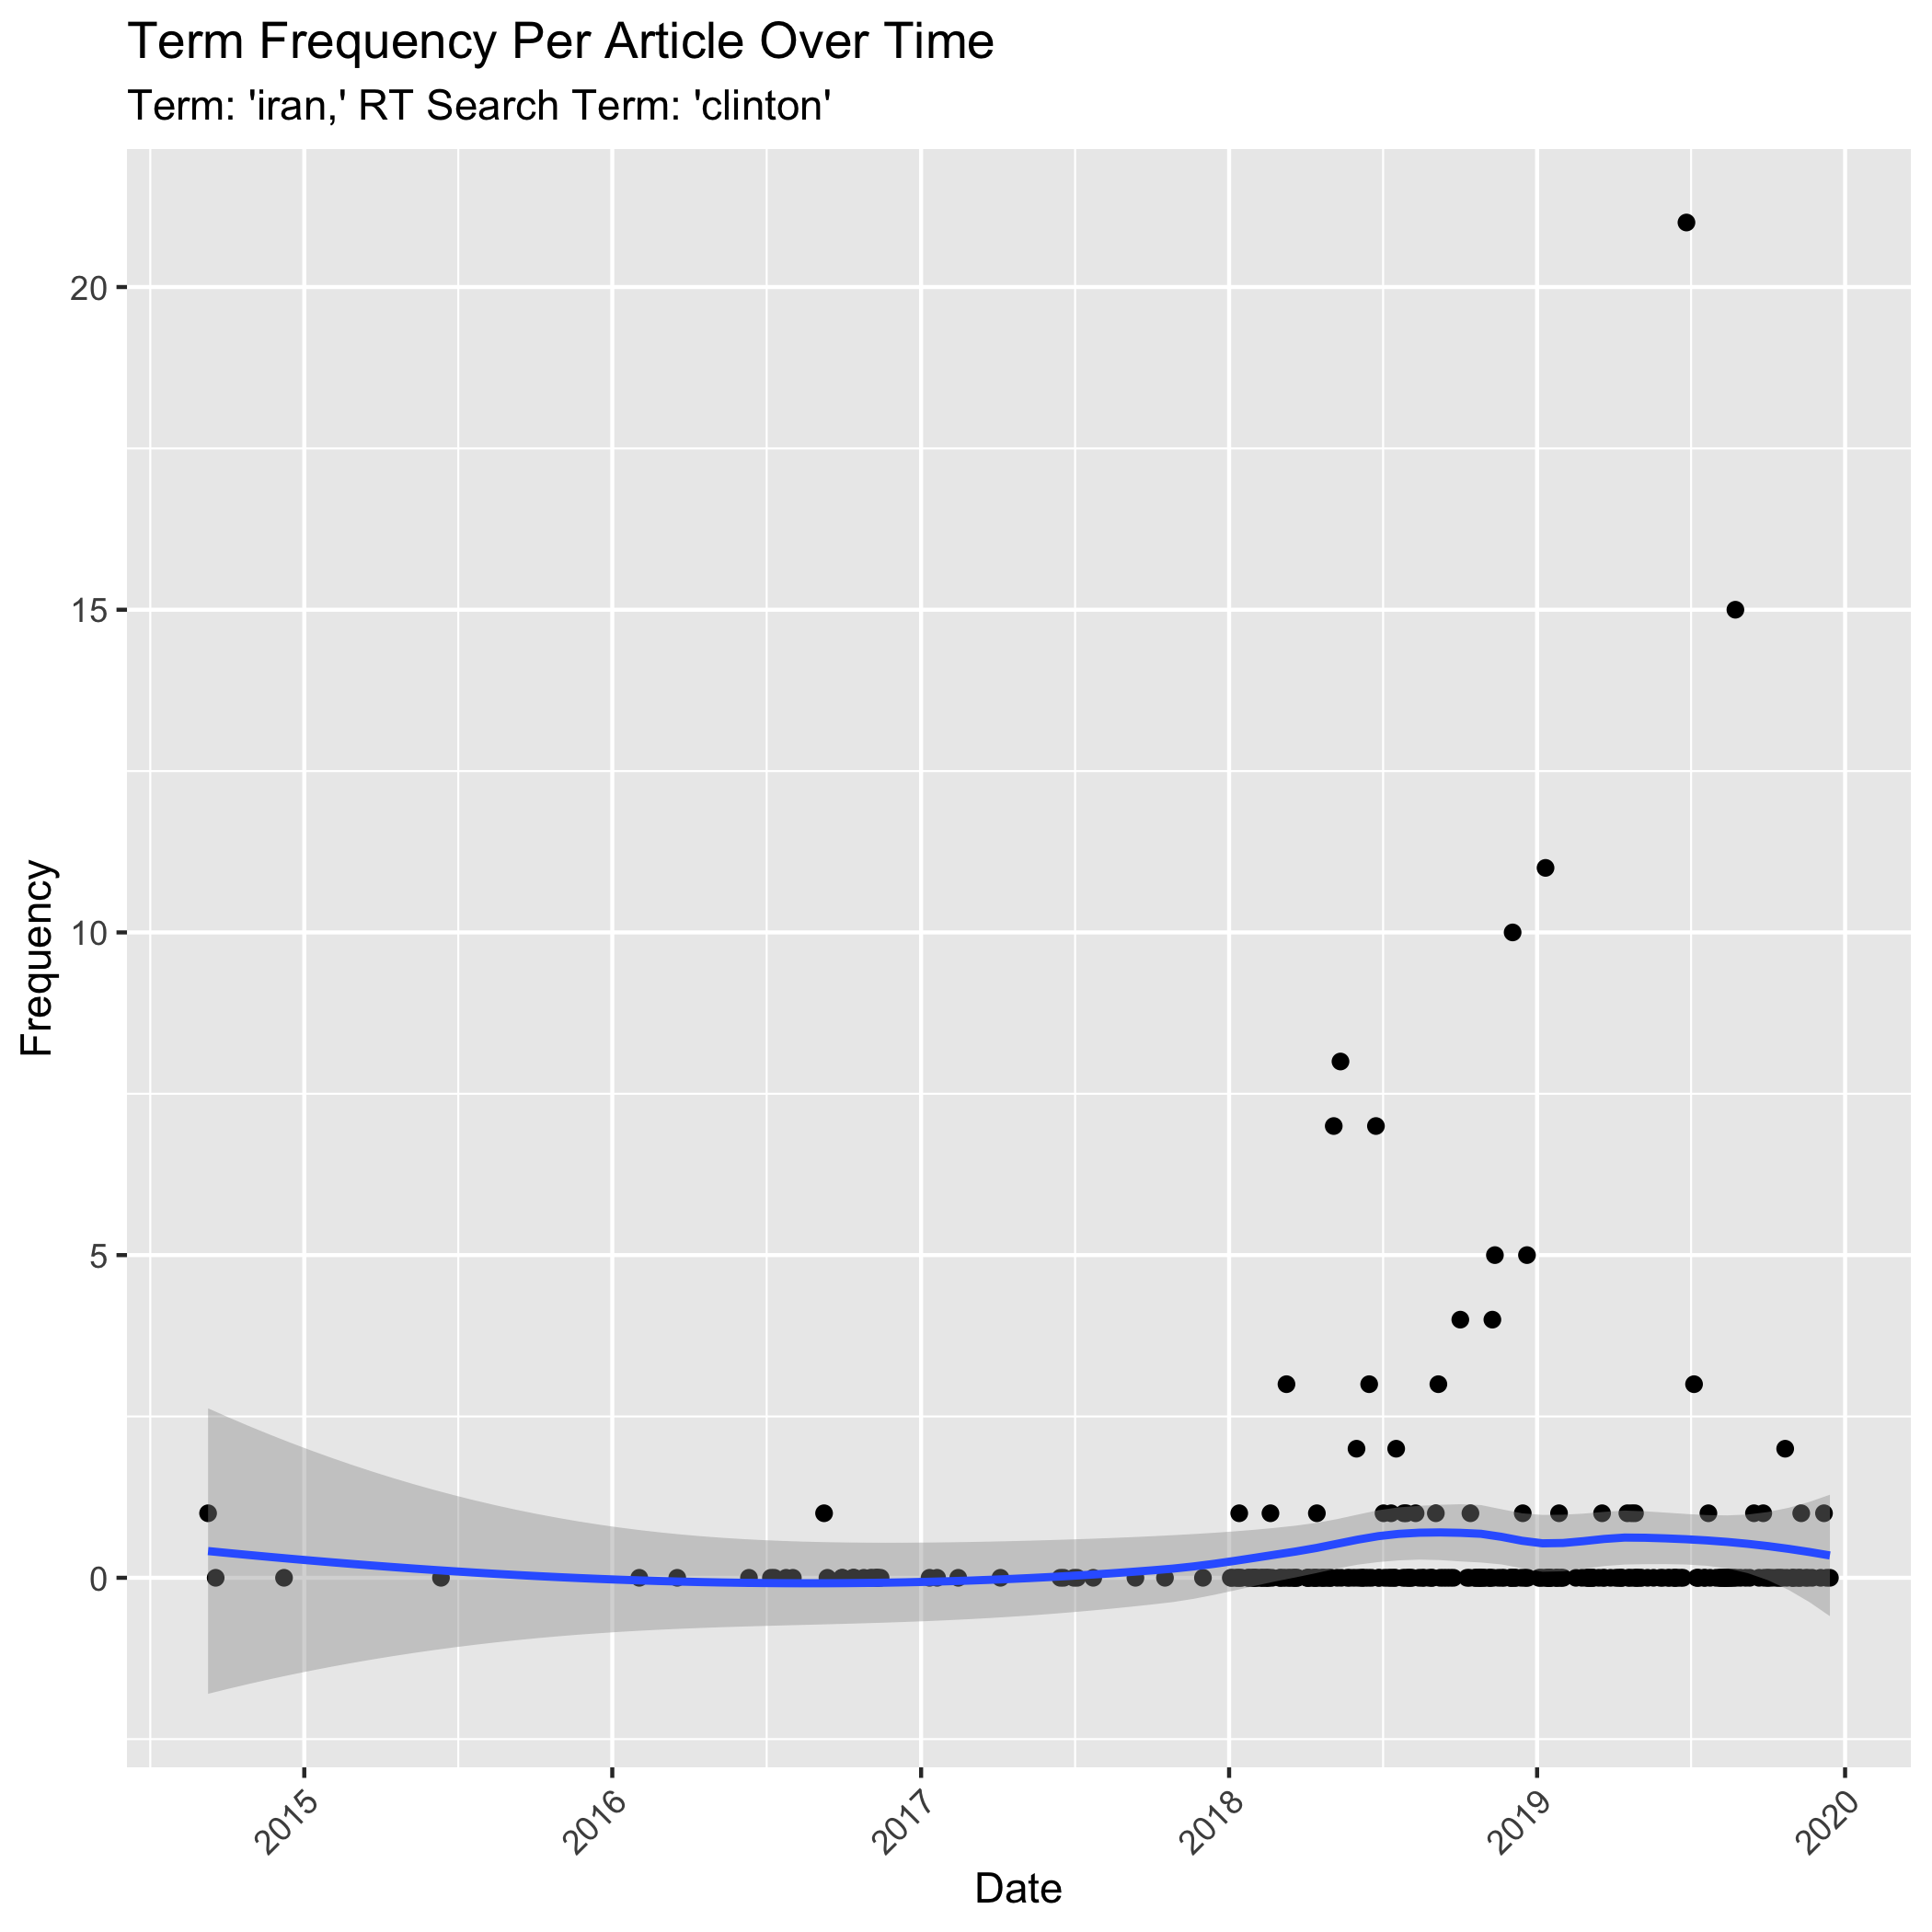 Term Frequency Per Article Over Time
Term: 'iran,' RT Search Term: 'clinton'
20
15
10
5
0
Frequency
2015
2016
2017
2018
2019
2020
Date